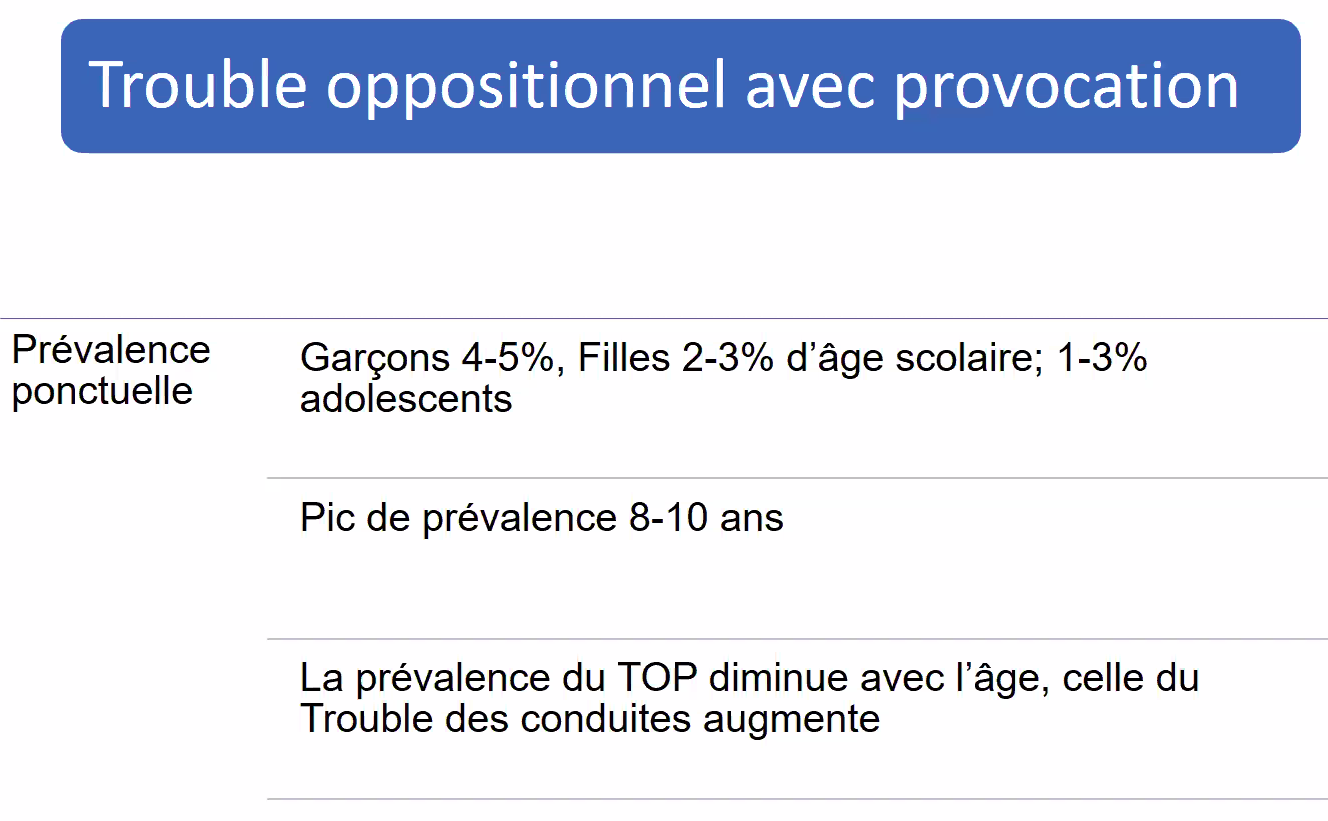 Trouble oppositionnel avec provocation
Prévalence
ponctuelle
Garçons 4-5%, Filles 2-3% d’âge scolaire; 1-3%
adolescents
Pic de prévalence 8-10 ans
La prévalence du TOP diminue avec l’âge, celle du
Trouble des conduites augmente